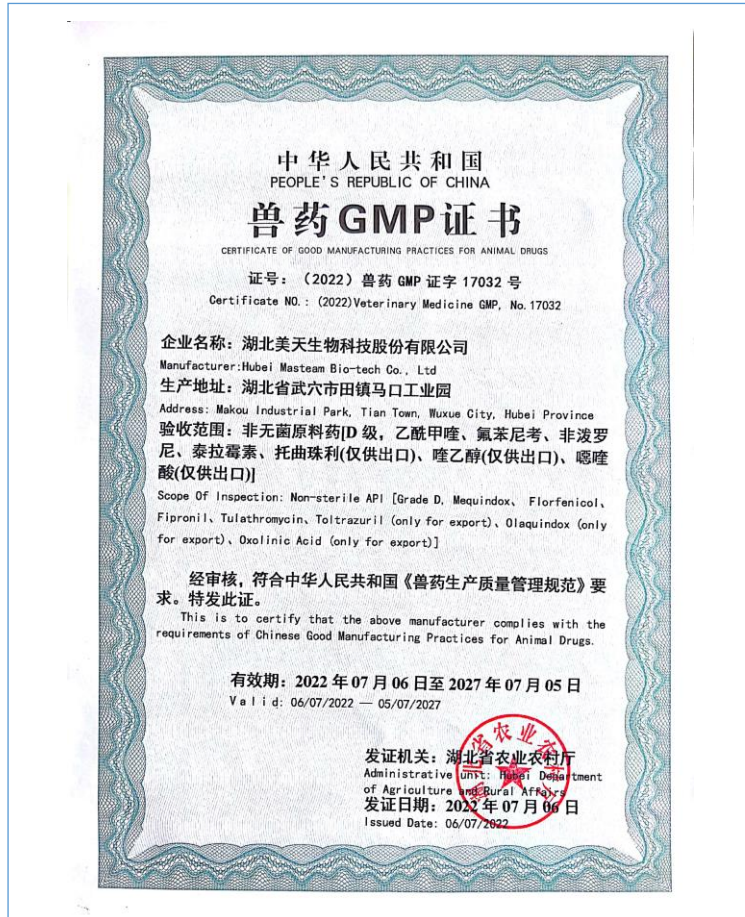 中华人民共和国
PEOPLE'S REPUBLIC OF CHINA
兽药GMP证书
CERTIFICATE OF GOOD MANUFACTURING PRACTICES FOR ANIMAL DRUGS
证号：（2022）兽药 GMP 证字 17032 号
Certificate NO.: (2022)Veterinary Medicine GMP, No. 17032
企业名称：湖北美天生物科技股份有限公司
Manufacturer:Hubei Masteam Bio-tech Co., Ltd
生产地址：湖北省武穴市田镇马口工业园
Address: Makou Industrial Park, Tian Town, Wuxue City, Hubei Province
验收范围：非无菌原料药[D 级，乙酰甲喹、氟苯尼考、非泼罗
尼、泰拉霉素、托曲珠利(仅供出口)、喹乙醇(仅供出口)、噁喹
酸(仅供出口)]
Scope Of Inspection: Non-sterile API [Grade D, Mequindox、 Florfenicol、
Fipronil、Tulathromycin、Toltrazuril (only for export)、Olaquindox (only
for export)、Oxolinic Acid (only for export)]
经审核，符合中华人民共和国《兽药生产质量管理规范》要
求。特发此证。
This is to certify that the above manufacturer complies with the
requirements of Chinese Good Manufacturing Practices for Animal Drugs.
有效期：2022 年 07 月 06 日至 2027 年 07 月 05 日
Valid: 06/07/2022 — 05/07/2027
发证机关：湖北省农业农村厅
Administrative unit: Hubei Department
of Agriculture and Rural Affairs
发证日期：2022 年 07 月 06 日
Issued Date: 06/07/2022
湖北省农业农村厅